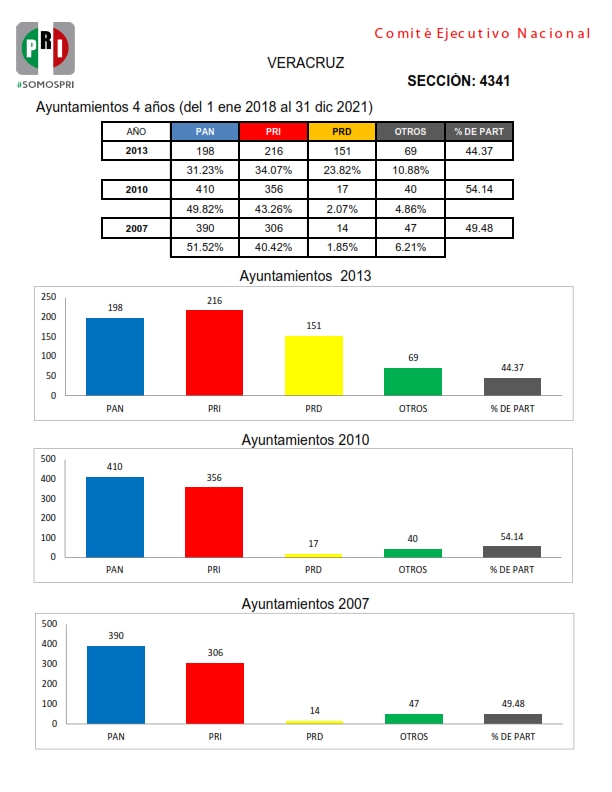 PRI
#SOMOSPRI
Comité Ejecutivo Nacional
VERACRUZ
SECCIÓN: 4341
Ayuntamientos 4 años (del 1 ene 2018 al 31 dic 2021)
AÑO PAN PRI PRD OTROS % DE PART
2013 198 216 151 69 44.37
31.23% 34.07% 23.82% 10.88%
2010 410 356 17 40 54.14
49.82% 43.26% 2.07% 4.86%
2007 390 306 14 47 49.48
51.52% 40.42% 1.85% 6.21%
Ayuntamientos 2013
250
200
150
100
50
0
198 216 151 69 44.37
PAN PRI PRD OTROS % DE PART
Ayuntamientos 2010
500
400
300
200
100
0
410 356 17 40 54.14
PAN PRI PRD OTROS % DE PART
Ayuntamientos 2007
500
400
300
200
100
0
390 306 14 47 49.48
PAN PRI PRD OTROS % DE PART